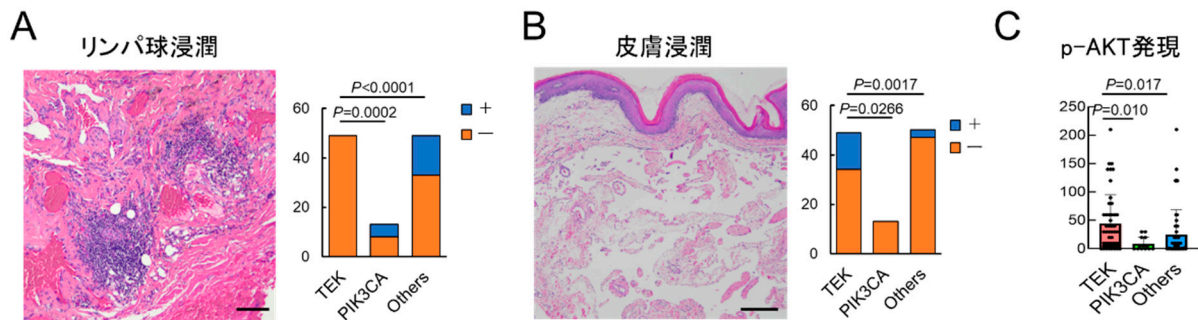 A
リンパ球浸潤
P<0.0001
P=0.0002
+
−
60
40
20
0
TEK
PIK3CA
Others
B
皮膚浸潤
P=0.0017
P=0.0266
+
−
60
40
20
0
TEK
PIK3CA
Others
C
p-AKT発現
P=0.017
P=0.010
250
200
150
100
50
0
TEK
PIK3CA
Others